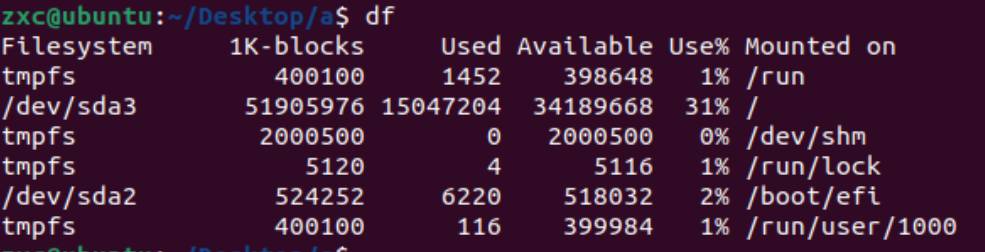 zxc@ubuntu:~/Desktop/a$ df
Filesystem     1K-blocks     Used Available Use% Mounted on
tmpfs             400100     1452    398648   1% /run
/dev/sda3       51905976 15047204  34189668  31% /
tmpfs            2000500        0   2000500   0% /dev/shm
tmpfs               5120        4      5116   1% /run/lock
/dev/sda2         524252     6220    518032   2% /boot/efi
tmpfs             400100      116    399984   1% /run/user/1000